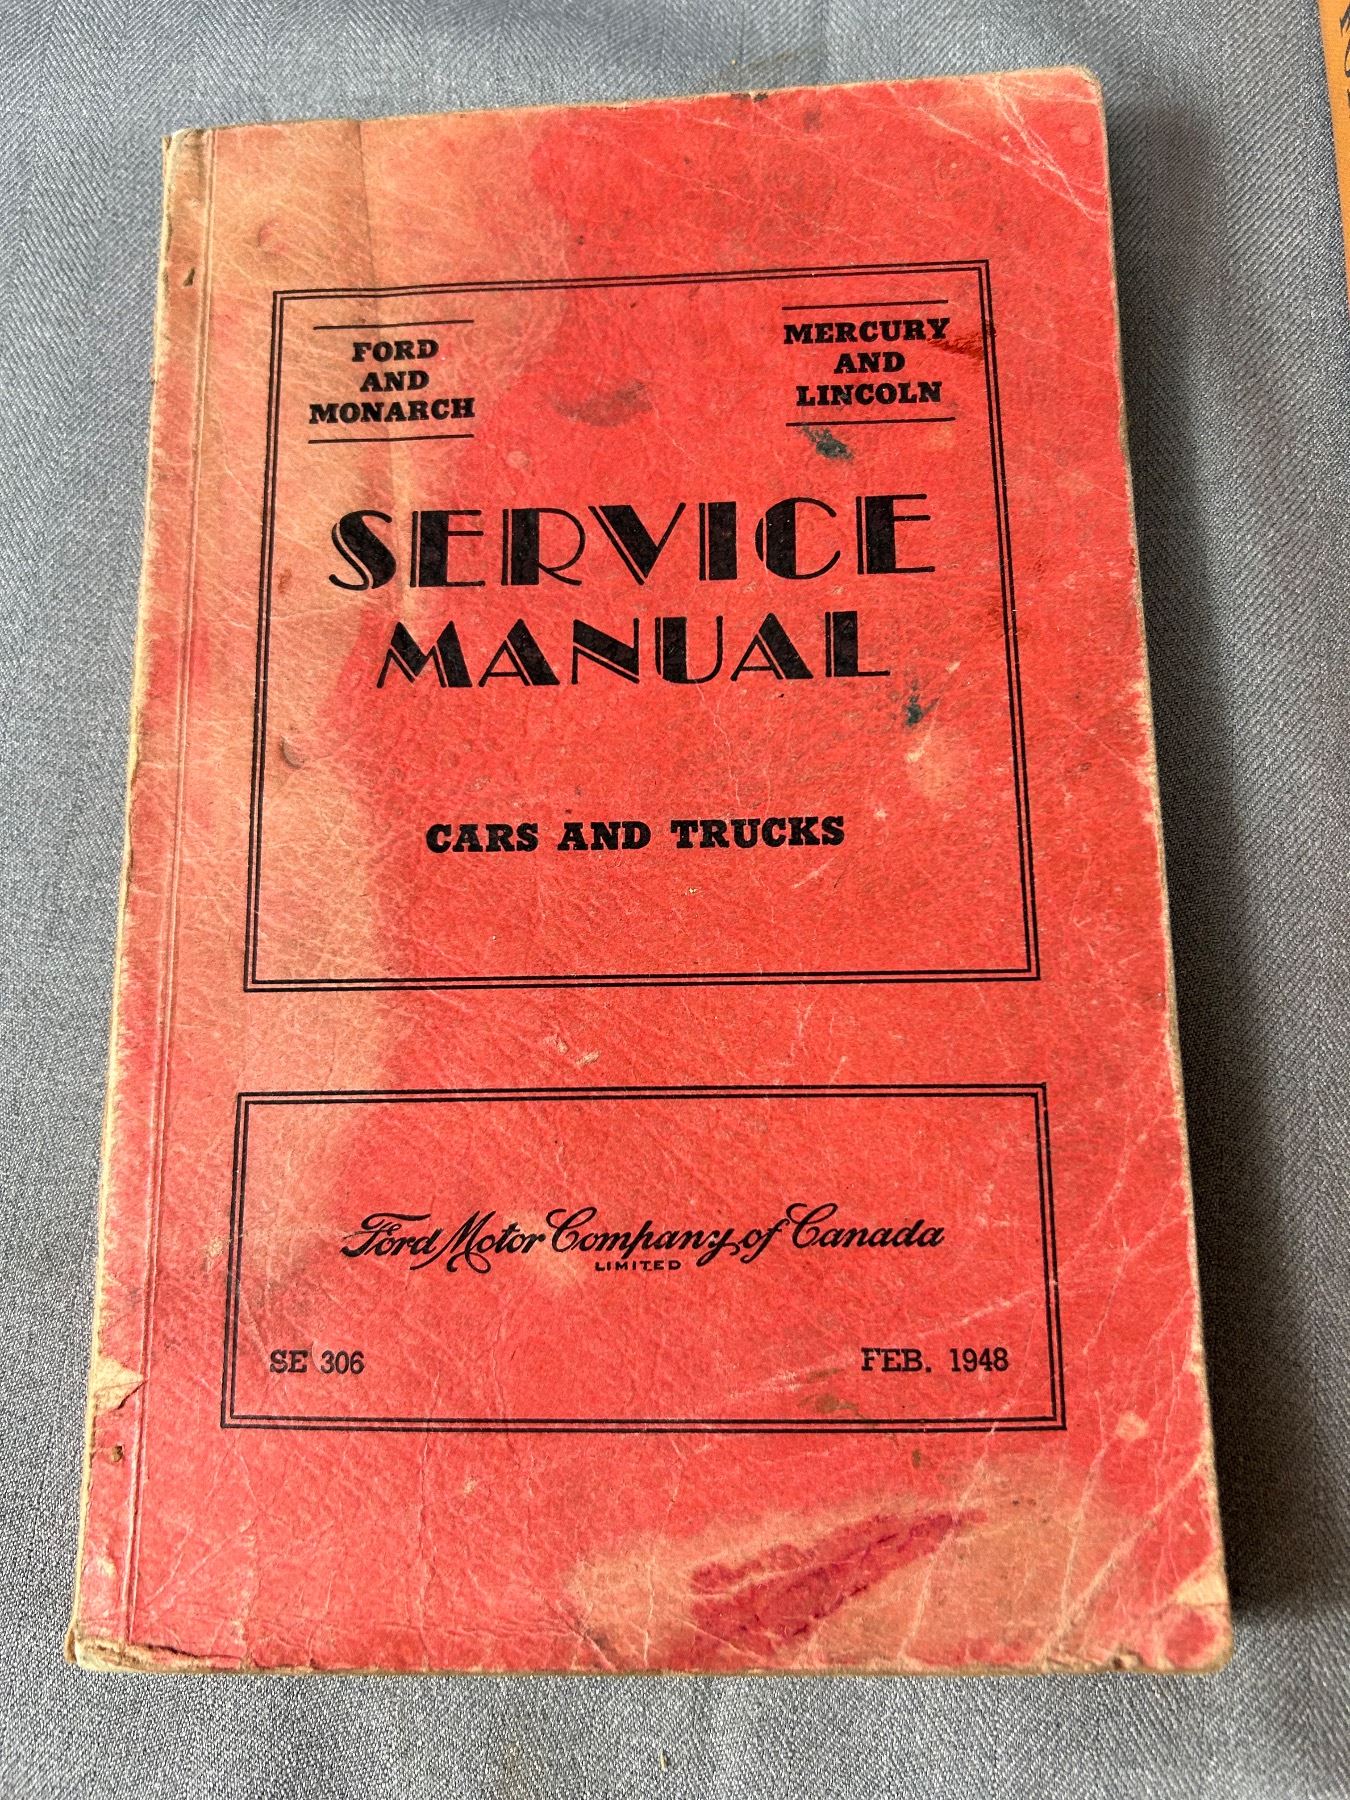 FORD
AND
MONARCH
MERCURY
AND
LINCOLN
SERVICE
MANUAL
CARS AND TRUCKS
Ford Motor Company of Canada
LIMITED
SE 306
FEB. 1948